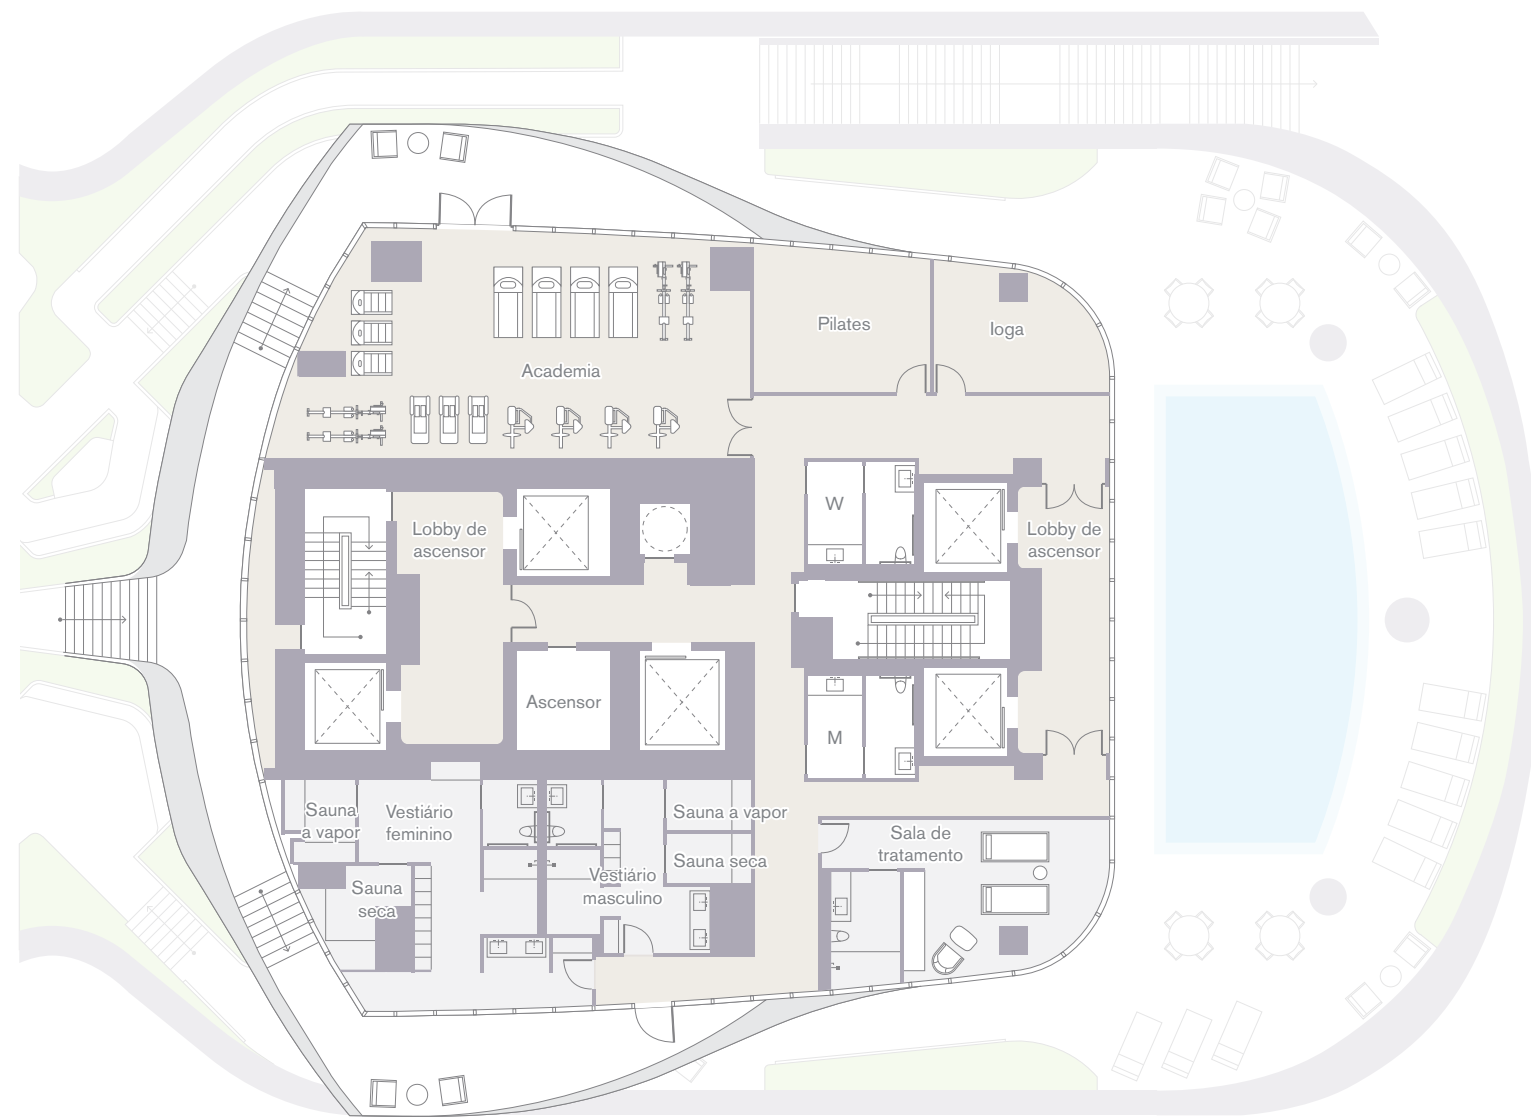 Pilates
Ioga
Academia
W
Lobby de
ascensor
Lobby de
ascensor
Ascensor
M
Sauna
a vapor
Vestiário
feminino
Sauna a vapor
Sala de
tratamento
Sauna seca
Sauna
seca
Vestiário
masculino